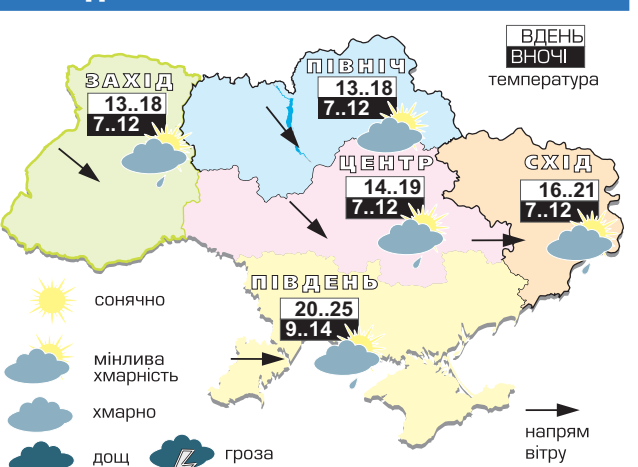 ВДЕНЬ
ВНОЧІ
температура
ЗАХІД
13..18
7..12
ПІВНІЧ
13..18
7..12
ЦЕНТР
14..19
7..12
СХІД
16..21
7..12
ПІВДЕНЬ
20..25
9..14
сонячно
мінлива
хмарність
хмарно
дощ
гроза
напрям
вітру